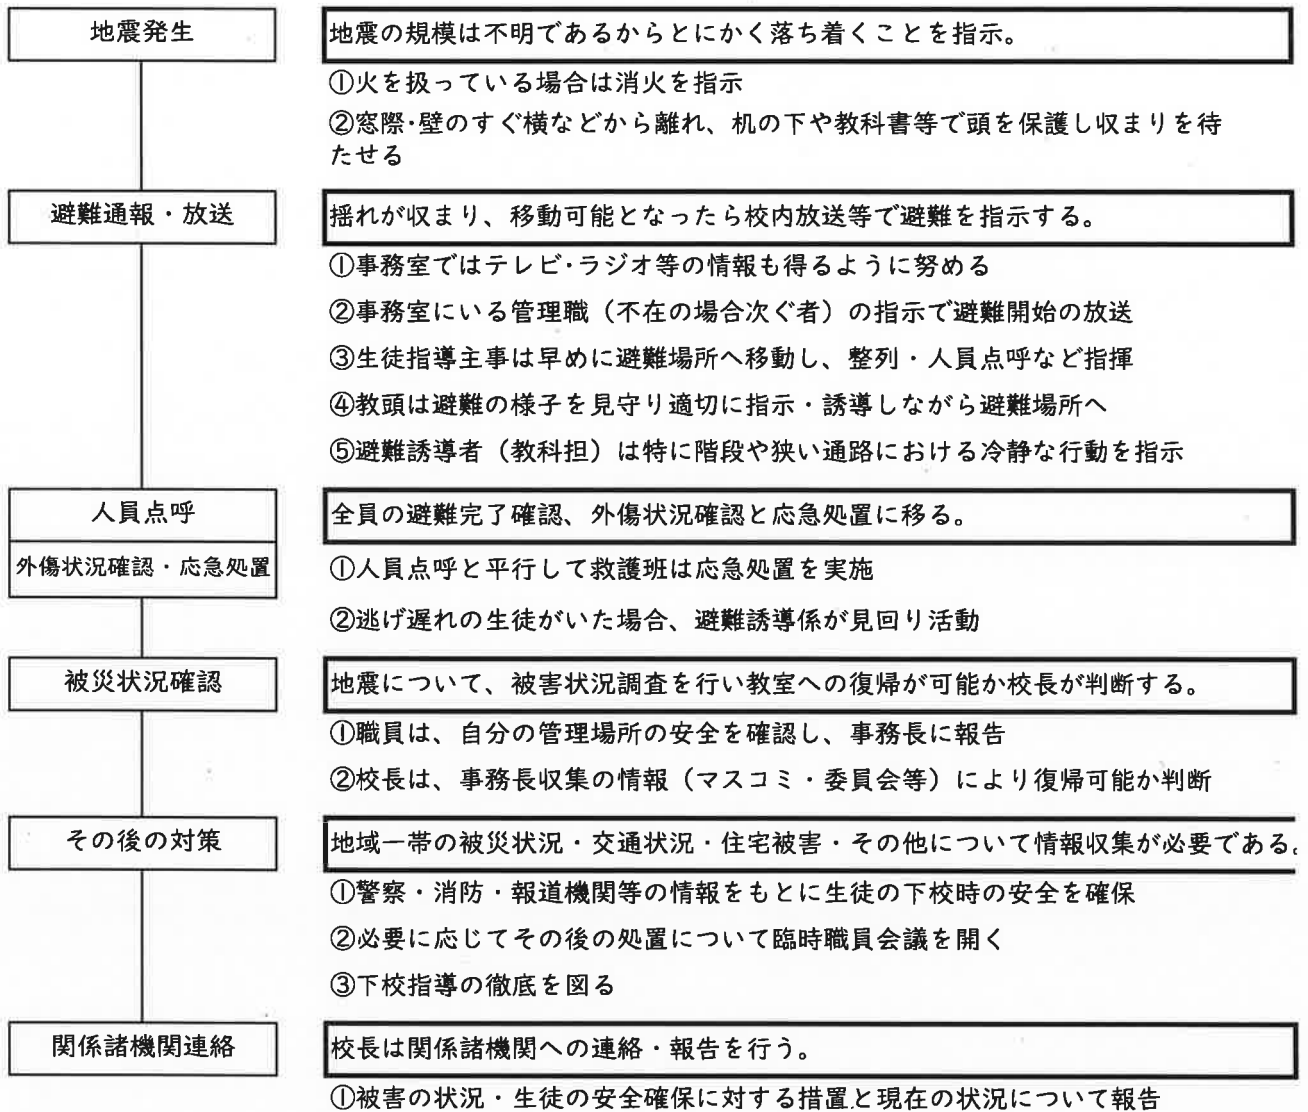 地震発生
地震の規模は不明であるからとにかく落ち着くことを指示。
①火を扱っている場合は消火を指示
②窓際・壁のすぐ横などから離れ、机の下や教科書等で頭を保護し収まりを待
たせる
避難通報・放送
揺れが収まり、移動可能となったら校内放送等で避難を指示する。
①事務室ではテレビ・ラジオ等の情報も得るように努める
②事務室にいる管理職（不在の場合次ぐ者）の指示で避難開始の放送
③生徒指導主事は早めに避難場所へ移動し、整列・人員点呼など指揮
④教頭は避難の様子を見守り適切に指示・誘導しながら避難場所へ
⑤避難誘導者（教科担）は特に階段や狭い通路における冷静な行動を指示
人員点呼
全員の避難完了確認、外傷状況確認と応急処置に移る。
外傷状況確認・応急処置
①人員点呼と平行して救護班は応急処置を実施
②逃げ遅れの生徒がいた場合、避難誘導係が見回り活動
被災状況確認
地震について、被害状況調査を行い教室への復帰が可能か校長が判断する。
①職員は、自分の管理場所の安全を確認し、事務長に報告
②校長は、事務長収集の情報（マスコミ・委員会等）により復帰可能か判断
その後の対策
地域一帯の被災状況・交通状況・住宅被害・その他について情報収集が必要である。
①警察・消防・報道機関等の情報をもとに生徒の下校時の安全を確保
②必要に応じてその後の処置について臨時職員会議を開く
③下校指導の徹底を図る
関係諸機関連絡
校長は関係諸機関への連絡・報告を行う。
①被害の状況・生徒の安全確保に対する措置と現在の状況について報告